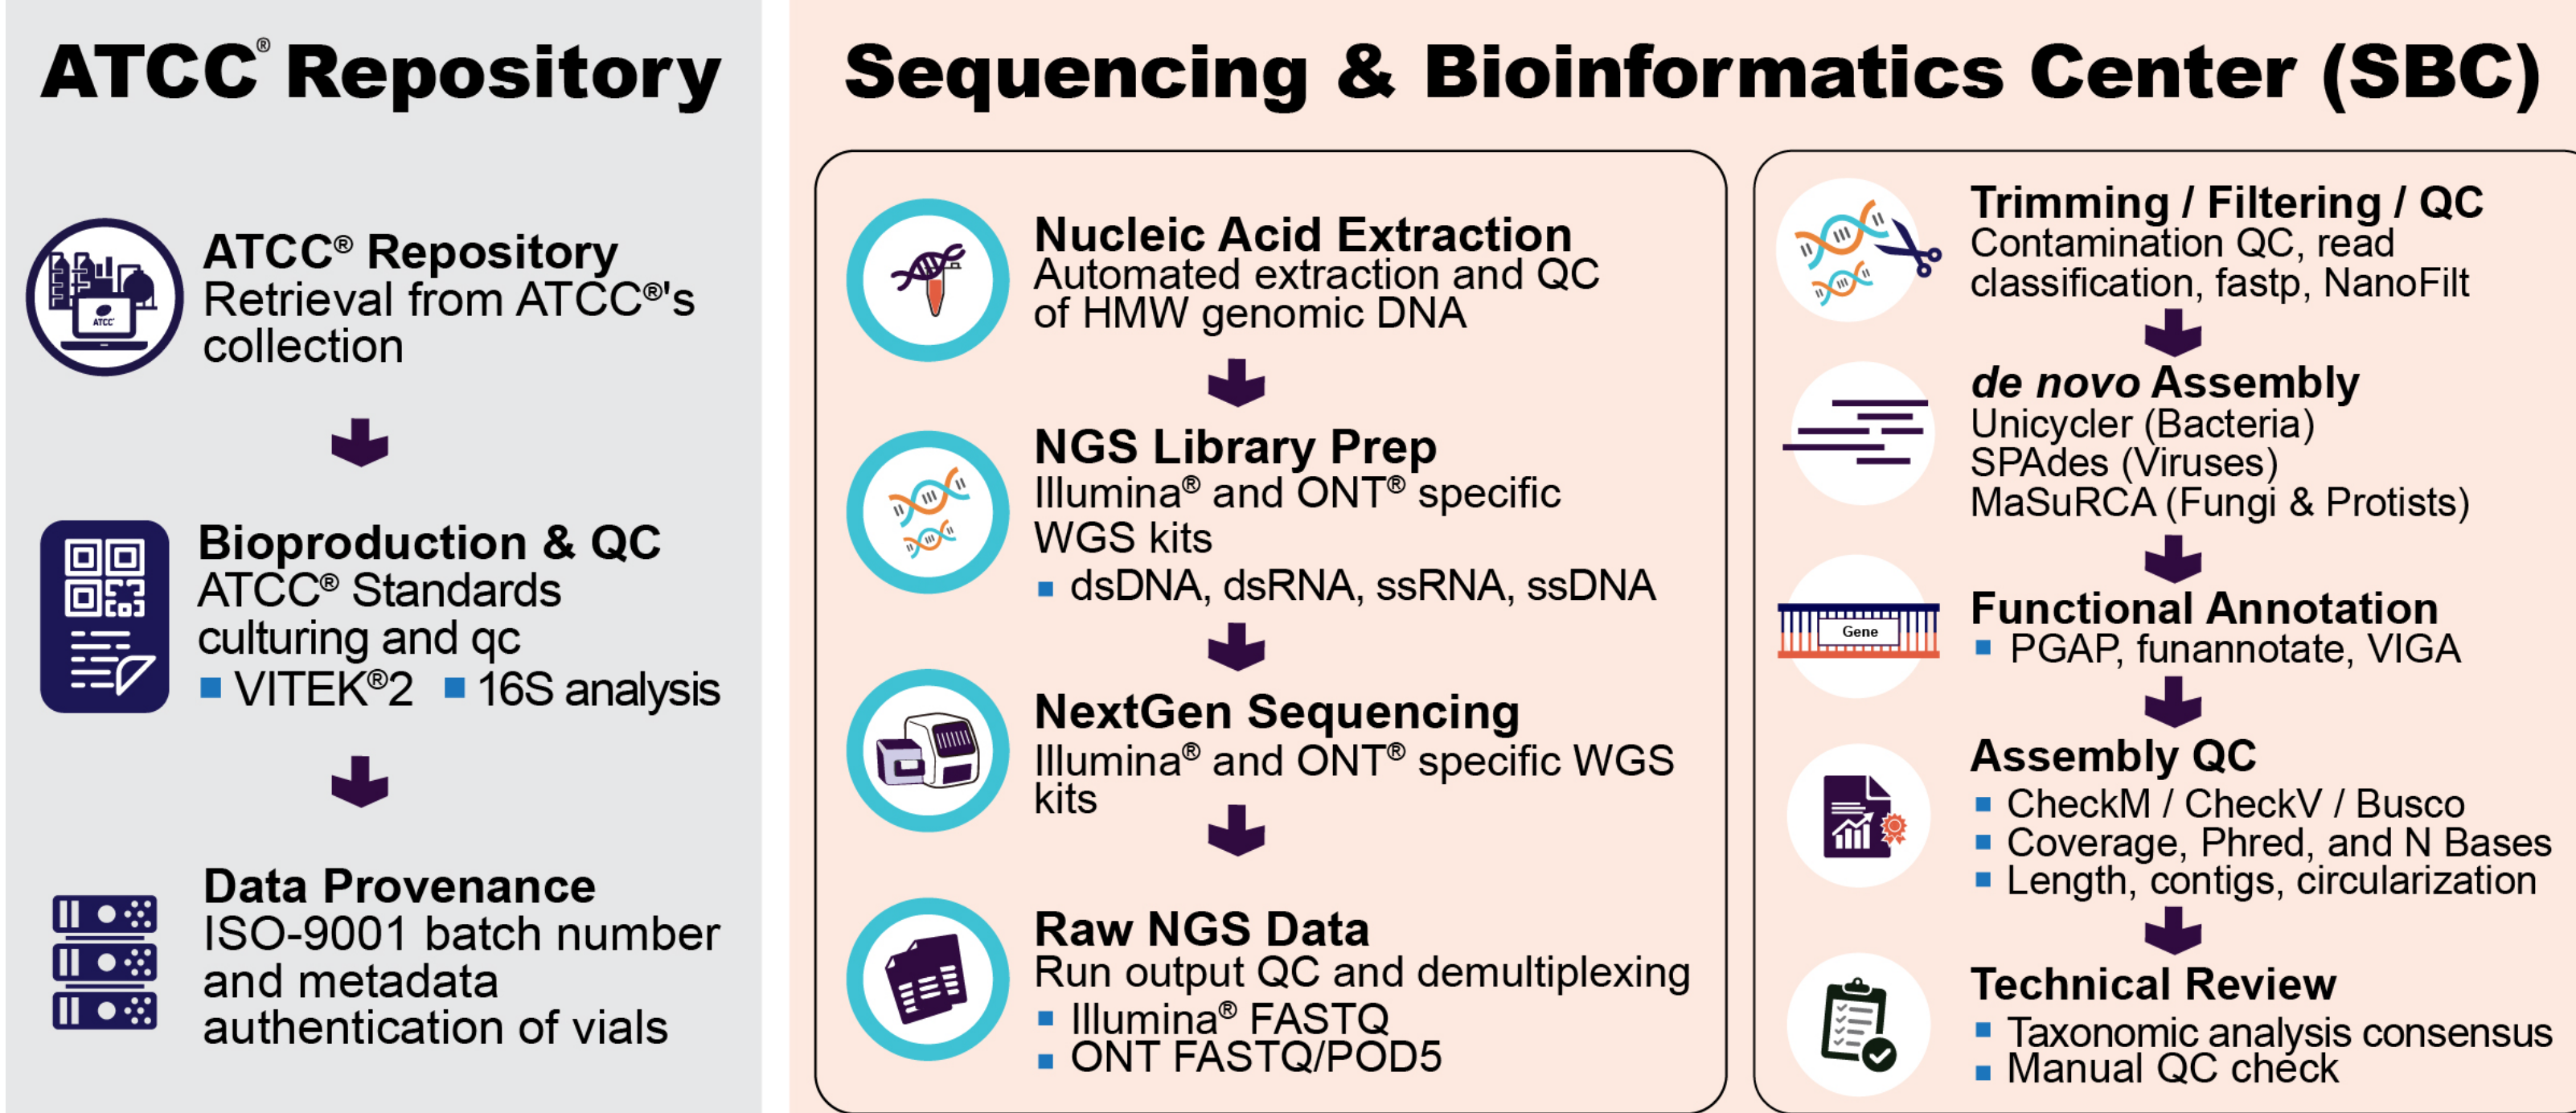 ATCC® Repository
ATCC® Repository
Retrieval from ATCC®'s
collection
ATCC®
Bioproduction & QC
ATCC® Standards
culturing and qc
■ VITEK®2 ■ 16S analysis
Data Provenance
ISO-9001 batch number
and metadata
authentication of vials
Sequencing & Bioinformatics Center (SBC)
Nucleic Acid Extraction
Automated extraction and QC
of HMW genomic DNA
NGS Library Prep
Illumina® and ONT® specific
WGS kits
■ dsDNA, dsRNA, ssRNA, ssDNA
NextGen Sequencing
Illumina® and ONT® specific WGS
kits
Raw NGS Data
Run output QC and demultiplexing
■ Illumina® FASTQ
■ ONT FASTQ/POD5
Trimming / Filtering / QC
Contamination QC, read
classification, fastp, NanoFilt
de novo Assembly
Unicycler (Bacteria)
SPAdes (Viruses)
MaSuRCA (Fungi & Protists)
Gene
Functional Annotation
■ PGAP, funannotate, VIGA
Assembly QC
■ CheckM / CheckV / Busco
■ Coverage, Phred, and N Bases
■ Length, contigs, circularization
Technical Review
■ Taxonomic analysis consensus
■ Manual QC check